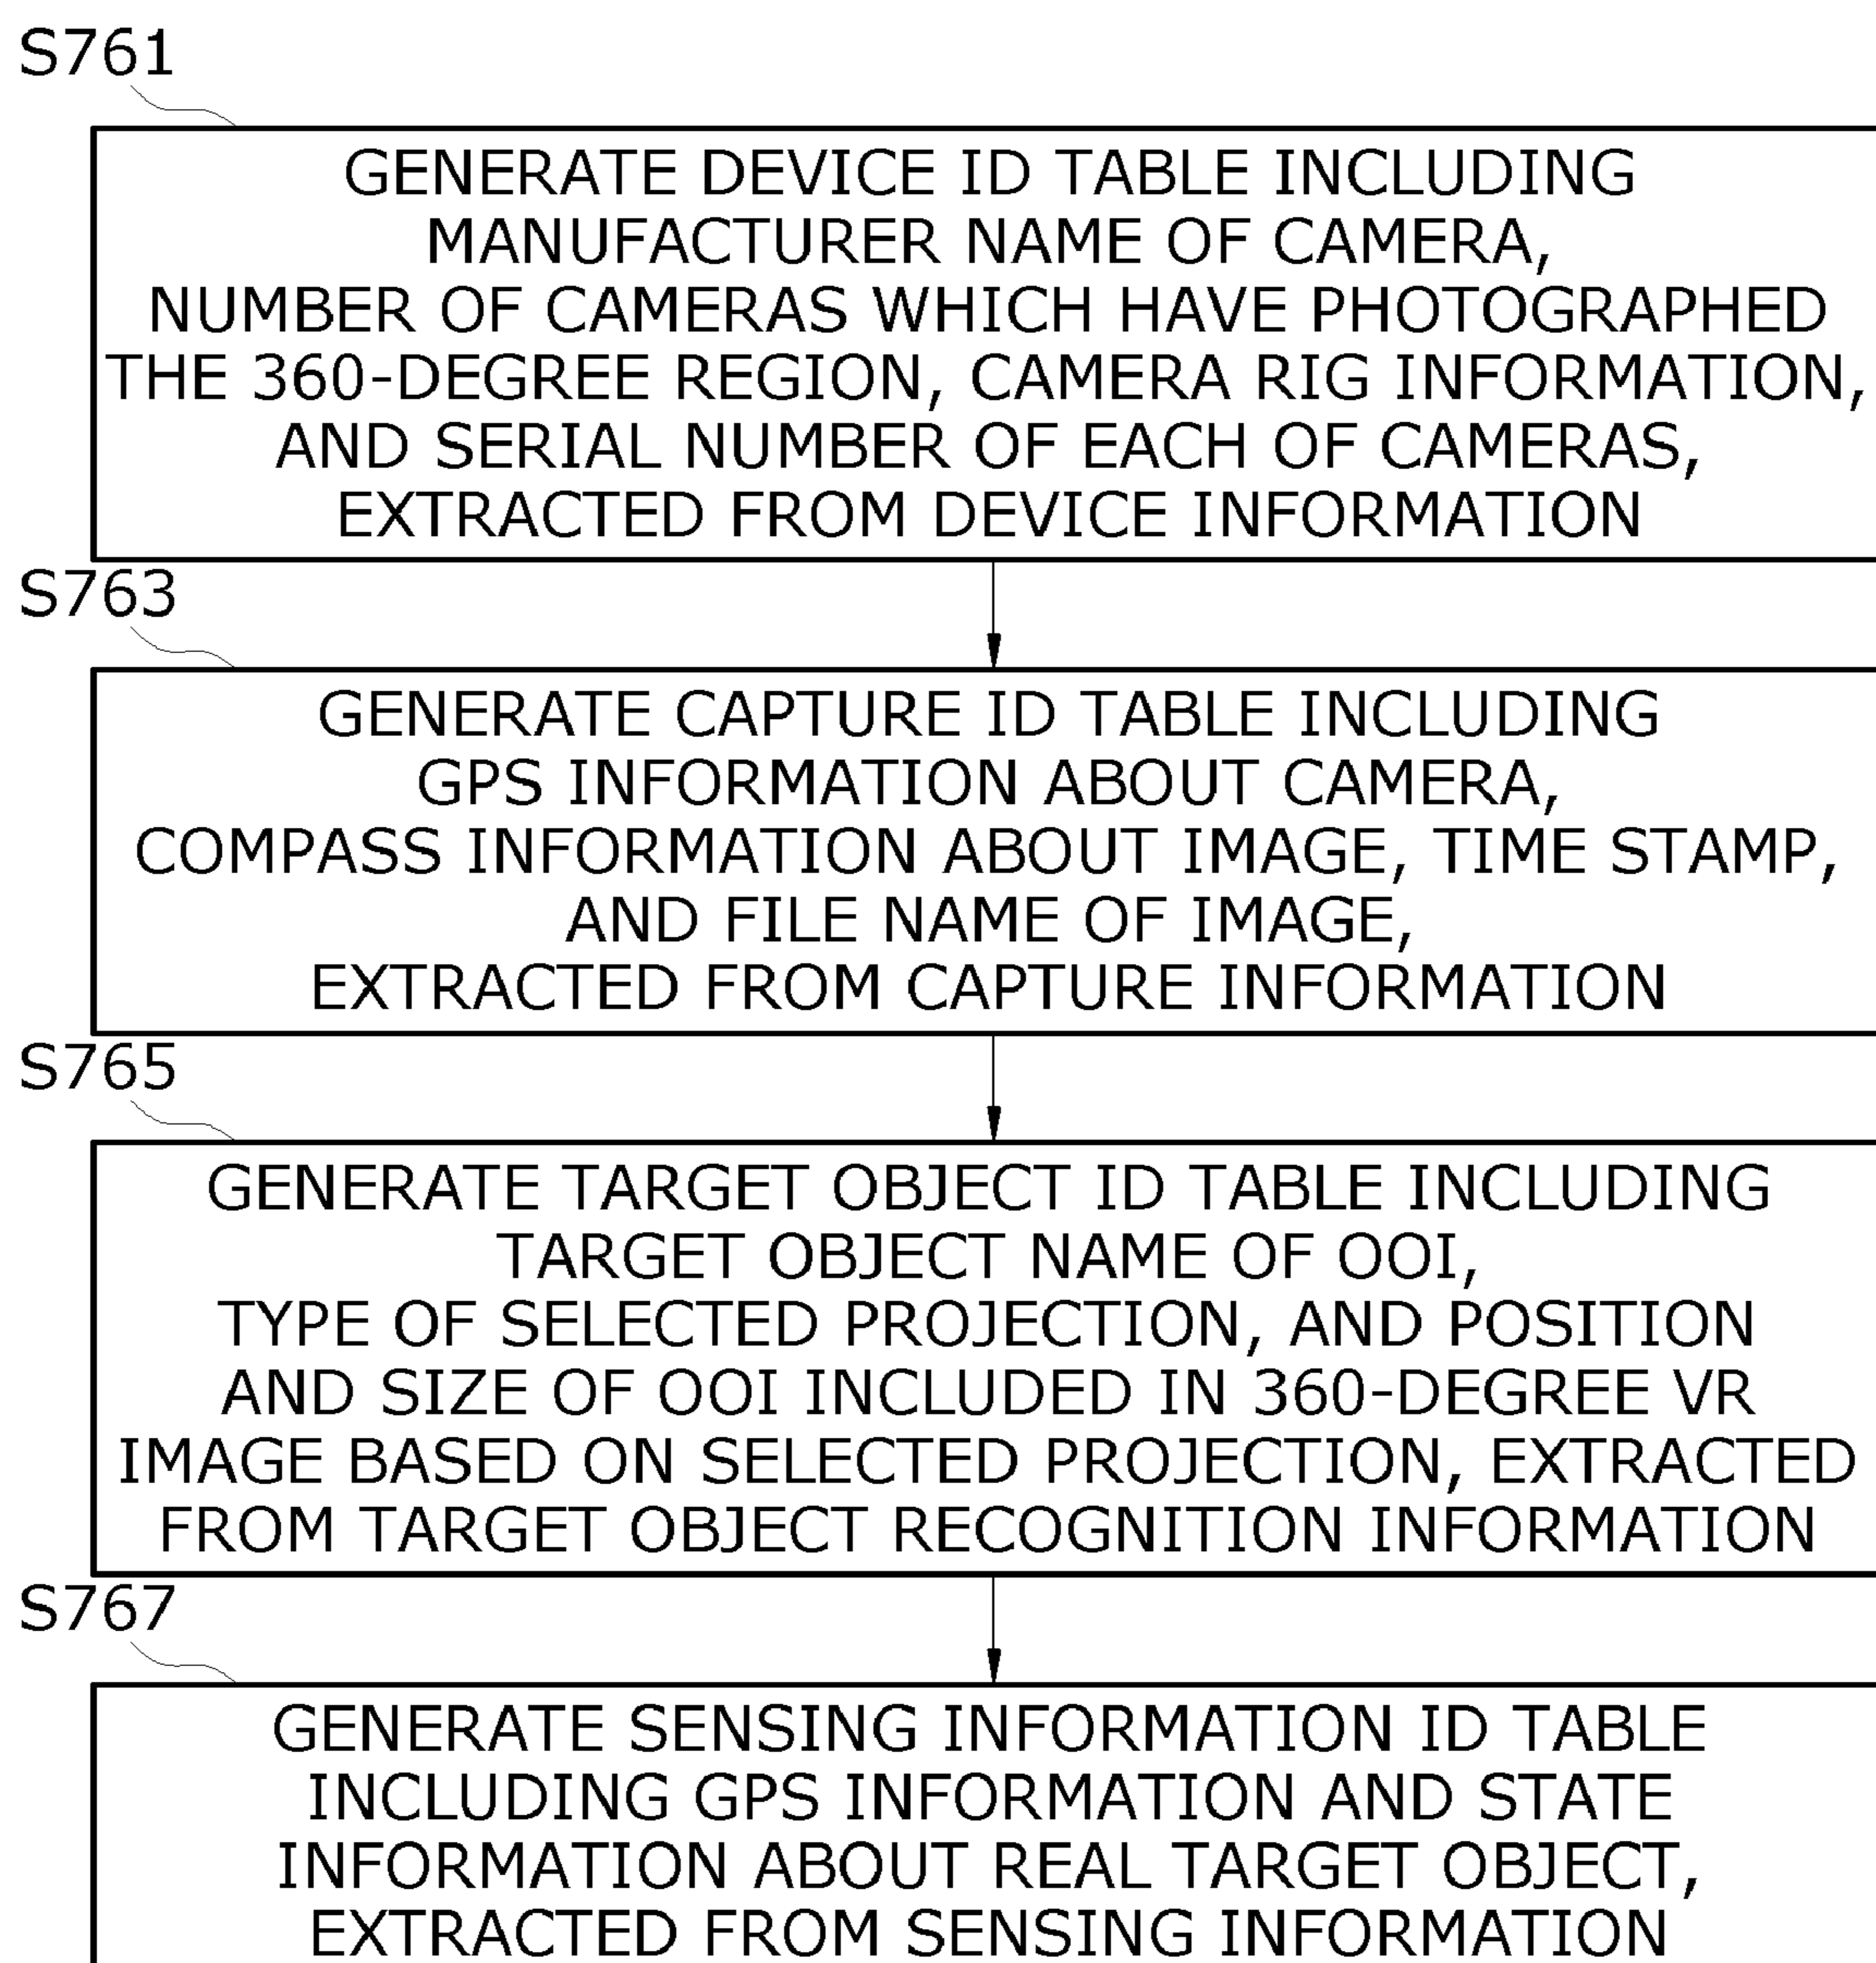 S761
GENERATE DEVICE ID TABLE INCLUDING
MANUFACTURER NAME OF CAMERA,
NUMBER OF CAMERAS WHICH HAVE PHOTOGRAPHED
THE 360-DEGREE REGION, CAMERA RIG INFORMATION,
AND SERIAL NUMBER OF EACH OF CAMERAS,
EXTRACTED FROM DEVICE INFORMATION
S763
GENERATE CAPTURE ID TABLE INCLUDING
GPS INFORMATION ABOUT CAMERA,
COMPASS INFORMATION ABOUT IMAGE, TIME STAMP,
AND FILE NAME OF IMAGE,
EXTRACTED FROM CAPTURE INFORMATION
S765
GENERATE TARGET OBJECT ID TABLE INCLUDING
TARGET OBJECT NAME OF OOI,
TYPE OF SELECTED PROJECTION, AND POSITION
AND SIZE OF OOI INCLUDED IN 360-DEGREE VR
IMAGE BASED ON SELECTED PROJECTION, EXTRACTED
FROM TARGET OBJECT RECOGNITION INFORMATION
S767
GENERATE SENSING INFORMATION ID TABLE
INCLUDING GPS INFORMATION AND STATE
INFORMATION ABOUT REAL TARGET OBJECT,
EXTRACTED FROM SENSING INFORMATION